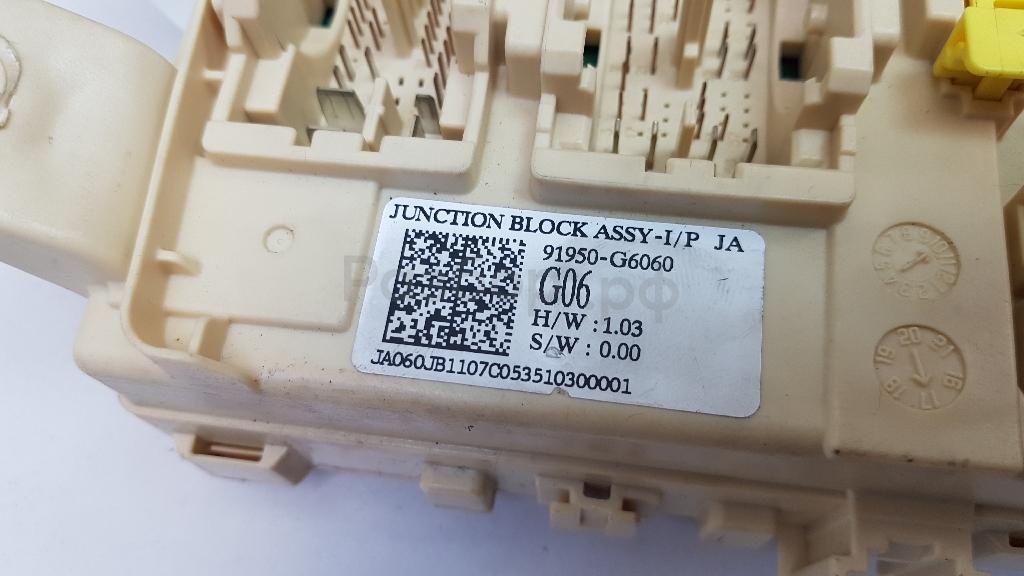 JUNCTION BLOCK ASSY-I/P JA
91950-G6060
G06
H/W : 1.03
S/W : 0.00
JA060JB1107C053510300001